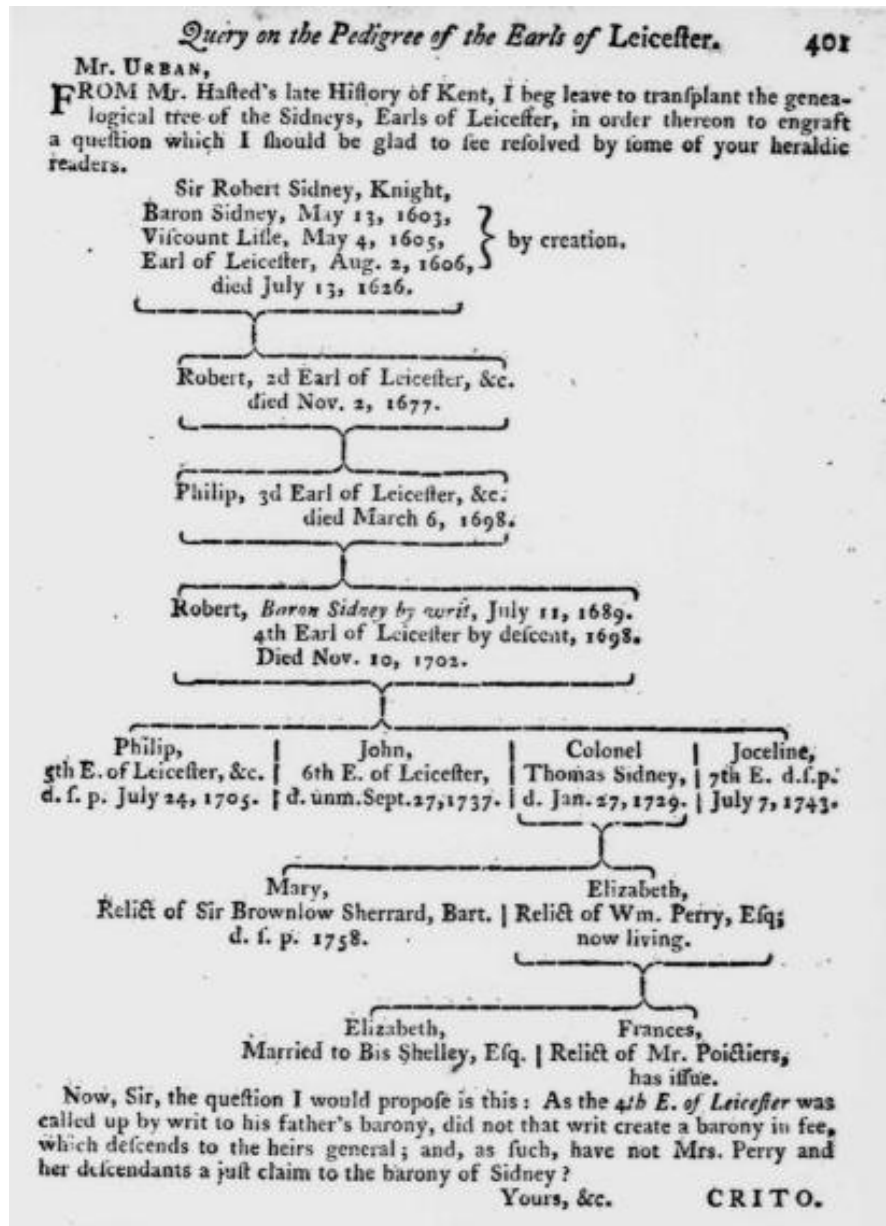 Query on the Pedigree of the Earls of Leiceſter. 401
Mr. URBAN,
FROM Mr. Haſted's late Hiſtory of Kent, I beg leave to tranſplant the genea-
logical tree of the Sidneys, Earls of Leiceſter, in order thereon to engraft
a queſtion which I ſhould be glad to ſee reſolved by ſome of your heraldic
readers.
Sir Robert Sidney, Knight,
Baron Sidney, May 13, 1603,
Viſcount Liſle, May 4, 1605,
Earl of Leiceſter, Aug. 2, 1606,
by creation.
died July 13, 1626.
Robert, 2d Earl of Leiceſter, &c.
died Nov. 2, 1677.
Philip, 3d Earl of Leiceſter, &c.
died March 6, 1698.
Robert, Baron Sidney by writ, July 11, 1689.
4th Earl of Leiceſter by deſcent, 1698.
Died Nov. 10, 1702.
Philip, John, Colonel Joceline,
5th E. of Leiceſter, &c. 6th E. of Leiceſter, Thomas Sidney, 7th E. d.ſ.p.
d. ſ. p. July 24, 1705. d. unm. Sept. 27, 1737. d. Jan. 27, 1729. July 7, 1743.
Mary, Elizabeth,
Relict of Sir Brownlow Sherrard, Bart. Relict of Wm. Perry, Eſq;
d. ſ. p. 1758. now living.
Elizabeth, Frances,
Married to Bis Shelley, Eſq. Relict of Mr. Poictiers,
has iſſue.
Now, Sir, the queſtion I would propoſe is this: As the 4th E. of Leiceſter was
called up by writ to his father's barony, did not that writ create a barony in fee,
which deſcends to the heirs general; and, as ſuch, have not Mrs. Perry and
her deſcendants a juſt claim to the barony of Sidney?
Yours, &c. CRITO.